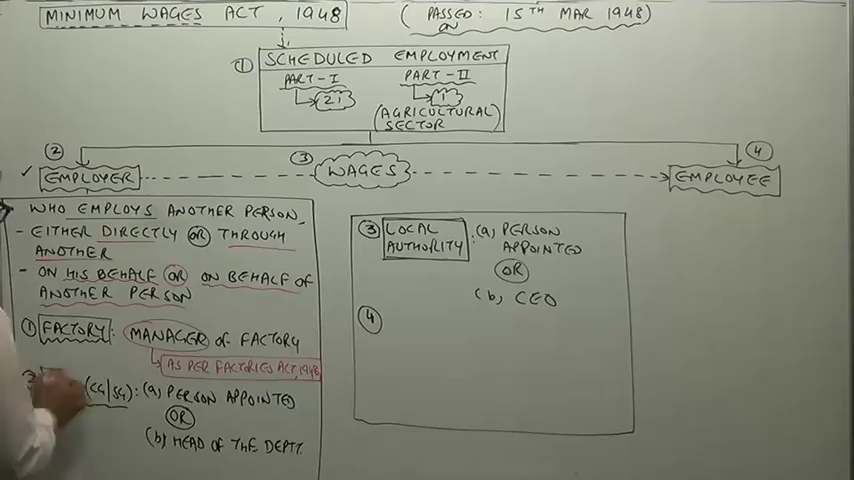 MINIMUM WAGES ACT, 1948
(PASSED: 15TH MAR 1948)
ON
① SCHEDULED EMPLOYMENT
PART-I PART-II
21 1
(AGRICULTURAL
SECTOR)
② ③ ④
✓ EMPLOYER WAGES EMPLOYEE
WHO EMPLOYS ANOTHER PERSON
- EITHER DIRECTLY OR THROUGH
ANOTHER
- ON HIS BEHALF OR ON BEHALF OF
ANOTHER PERSON
① FACTORY: MANAGER OF FACTORY
AS PER FACTORIES ACT, 1948
② (CG/SG): (a) PERSON APPOINTED
OR
(b) HEAD OF THE DEPTT.
③ LOCAL AUTHORITY : (a) PERSON
APPOINTED
OR
(b) CEO
④